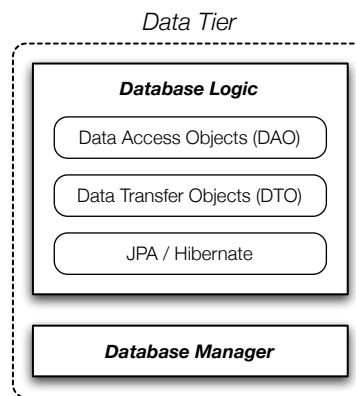 Data Tier
Database Logic
Data Access Objects (DAO)
Data Transfer Objects (DTO)
JPA / Hibernate
Database Manager